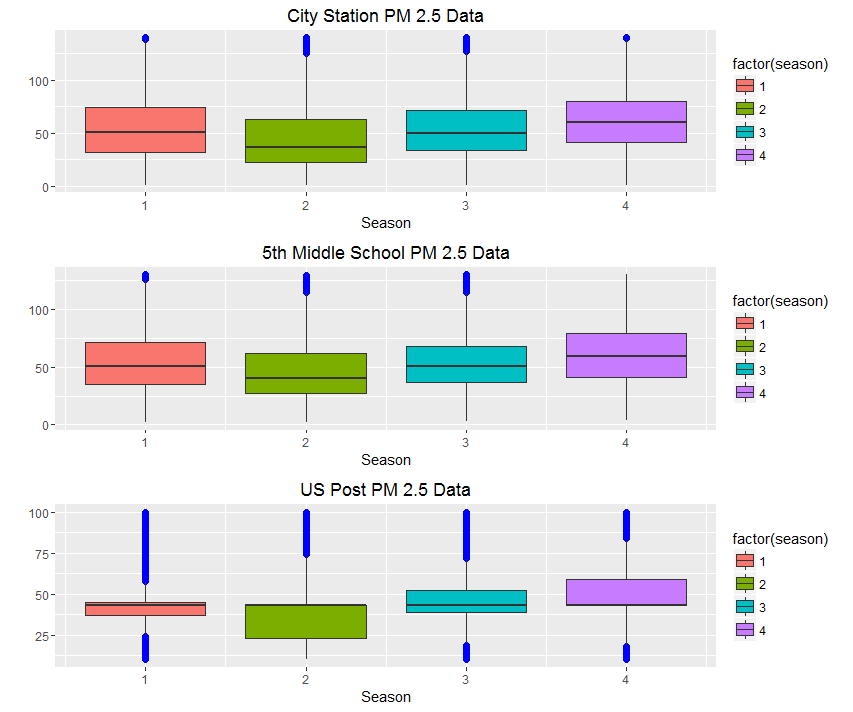 City Station PM 2.5 Data
100
50
0
1 2 3 4
Season
factor(season)
1
2
3
4
5th Middle School PM 2.5 Data
100
50
0
1 2 3 4
Season
factor(season)
1
2
3
4
US Post PM 2.5 Data
100
75
50
25
1 2 3 4
Season
factor(season)
1
2
3
4